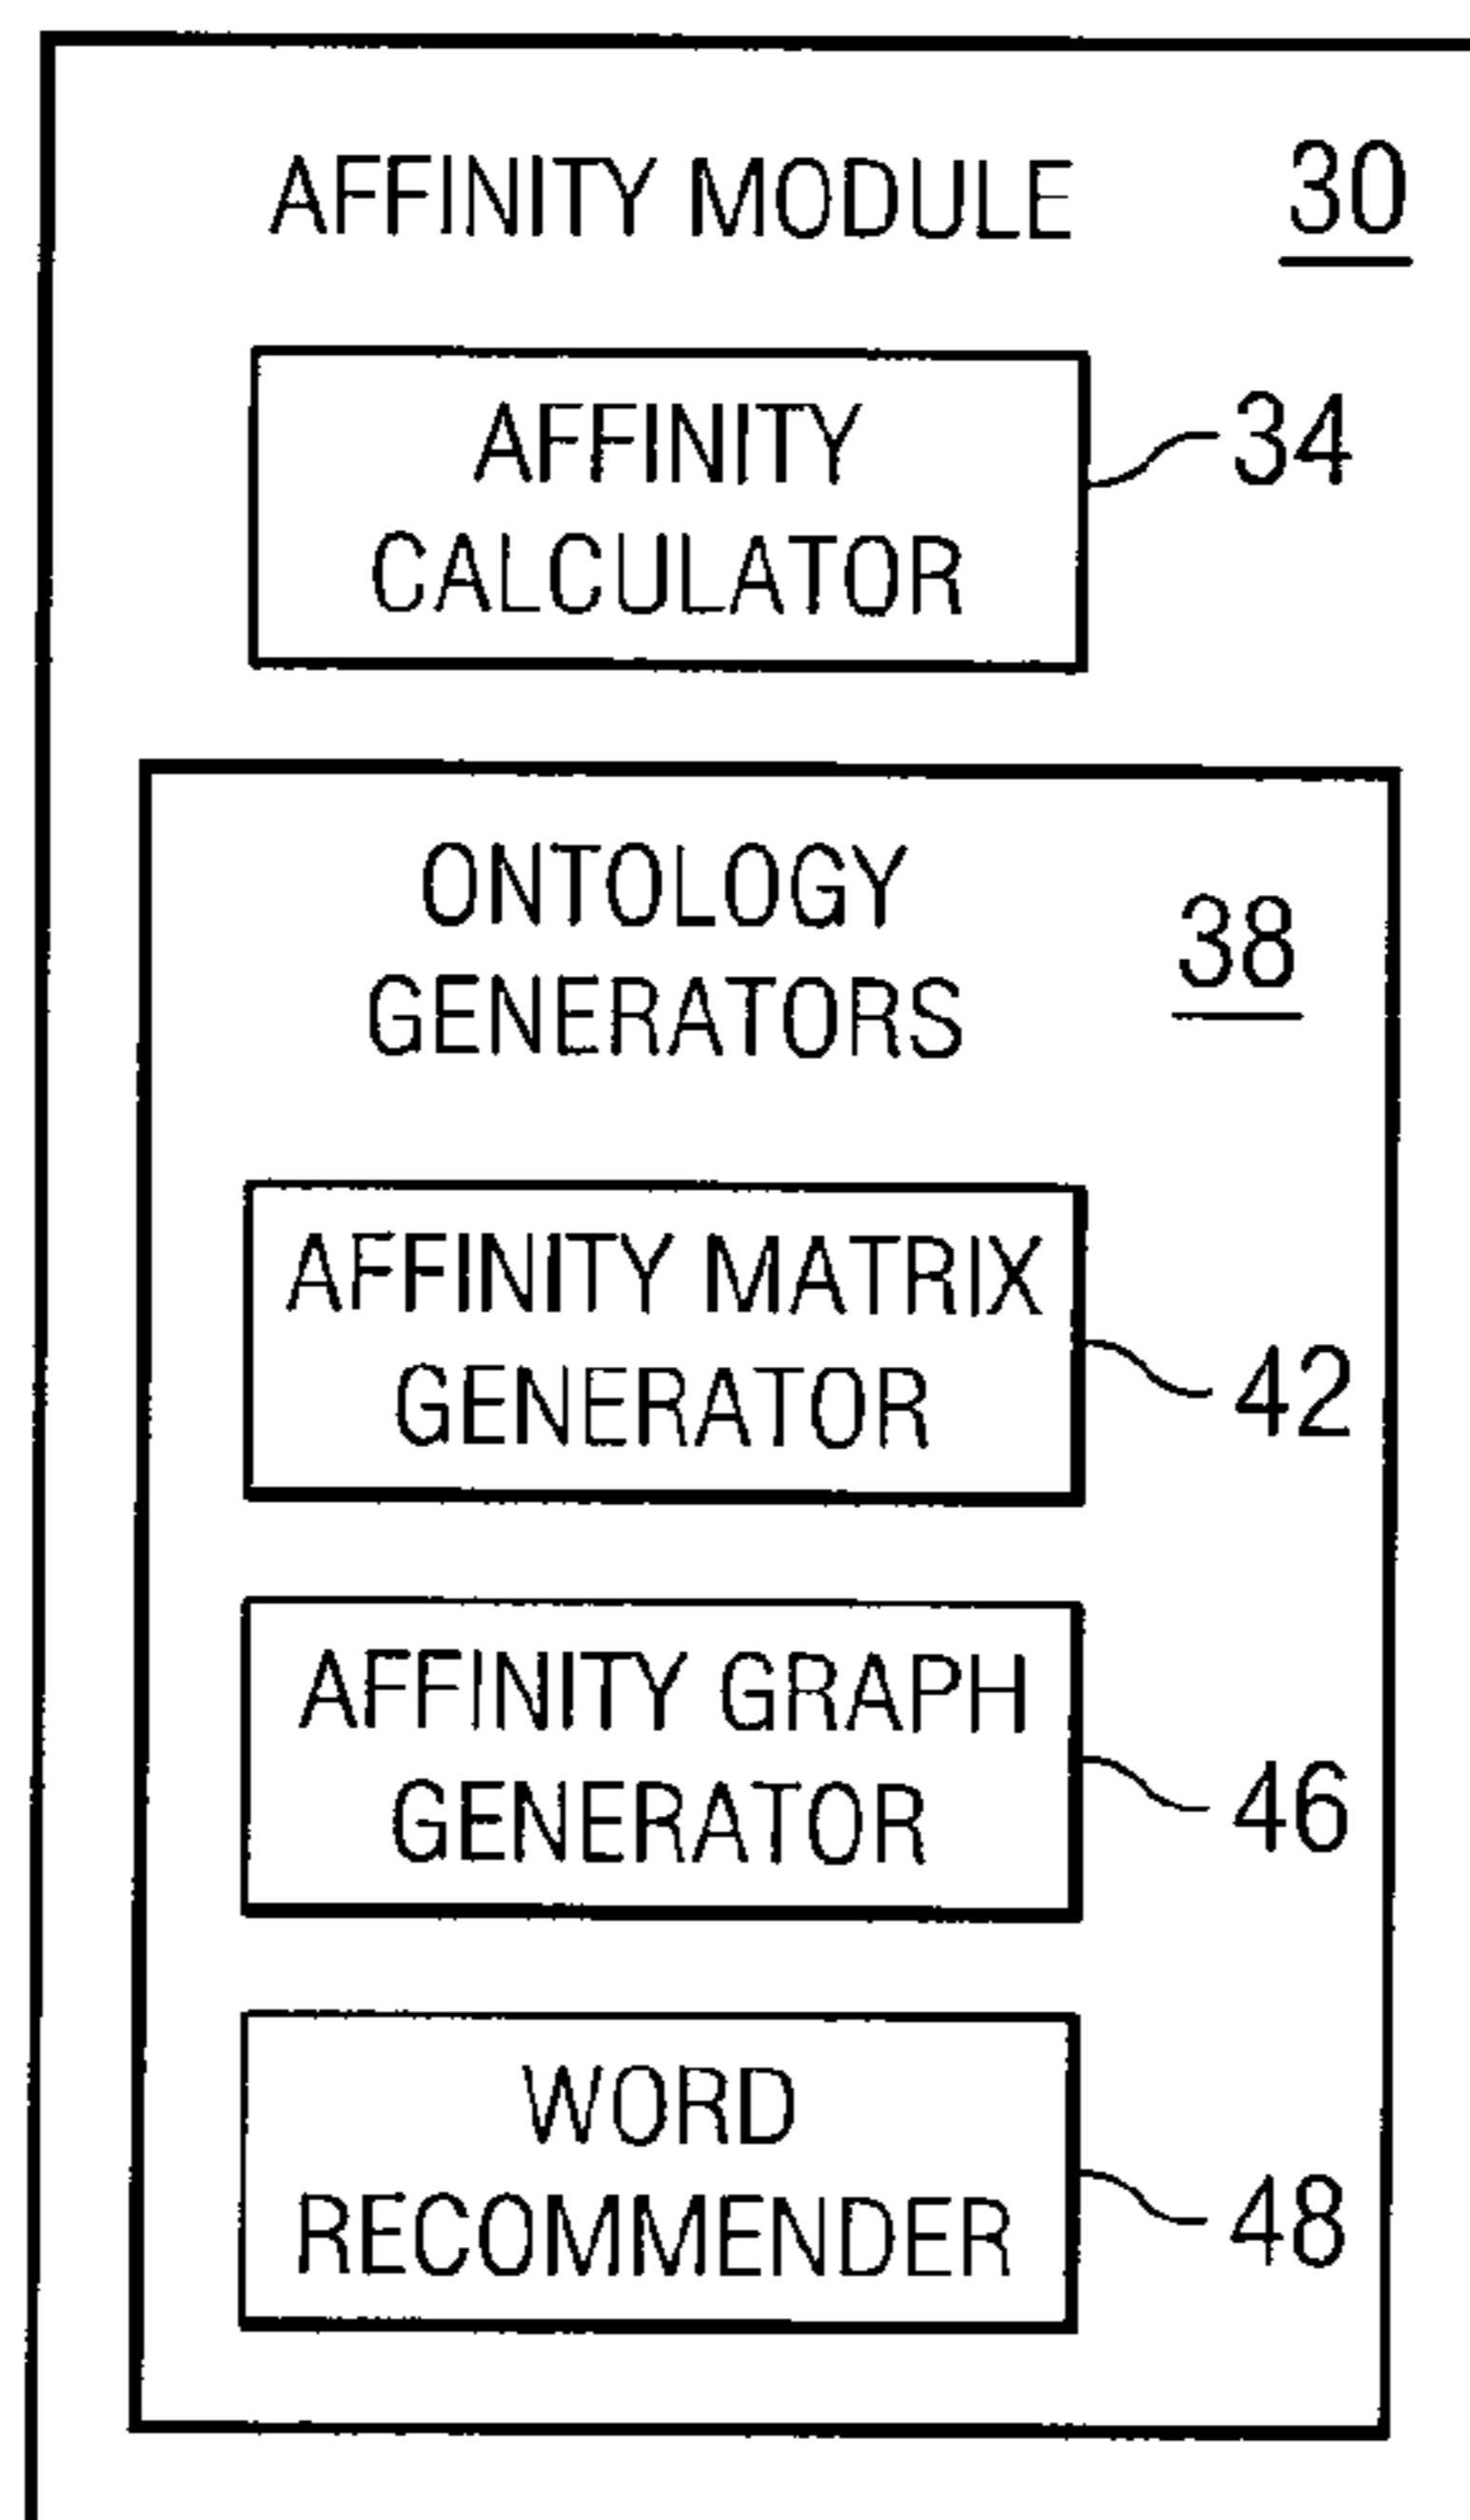 AFFINITY MODULE 30
AFFINITY
CALCULATOR
34
ONTOLOGY
GENERATORS
38
AFFINITY MATRIX
GENERATOR
42
AFFINITY GRAPH
GENERATOR
46
WORD
RECOMMENDER
48